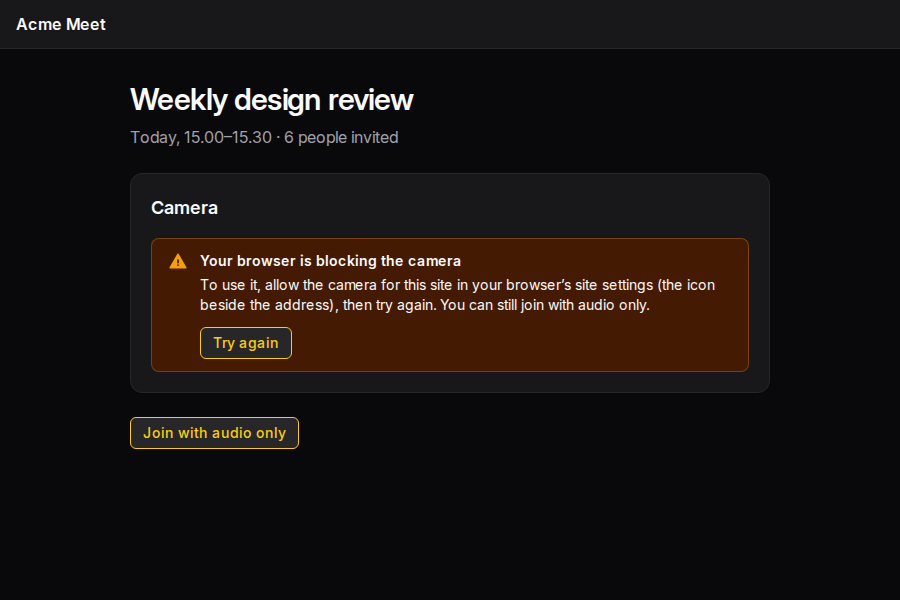 Acme Meet
Weekly design review
Today, 15.00–15.30 · 6 people invited
Camera
Your browser is blocking the camera
To use it, allow the camera for this site in your browser’s site settings (the icon
beside the address), then try again. You can still join with audio only.
Try again
Join with audio only